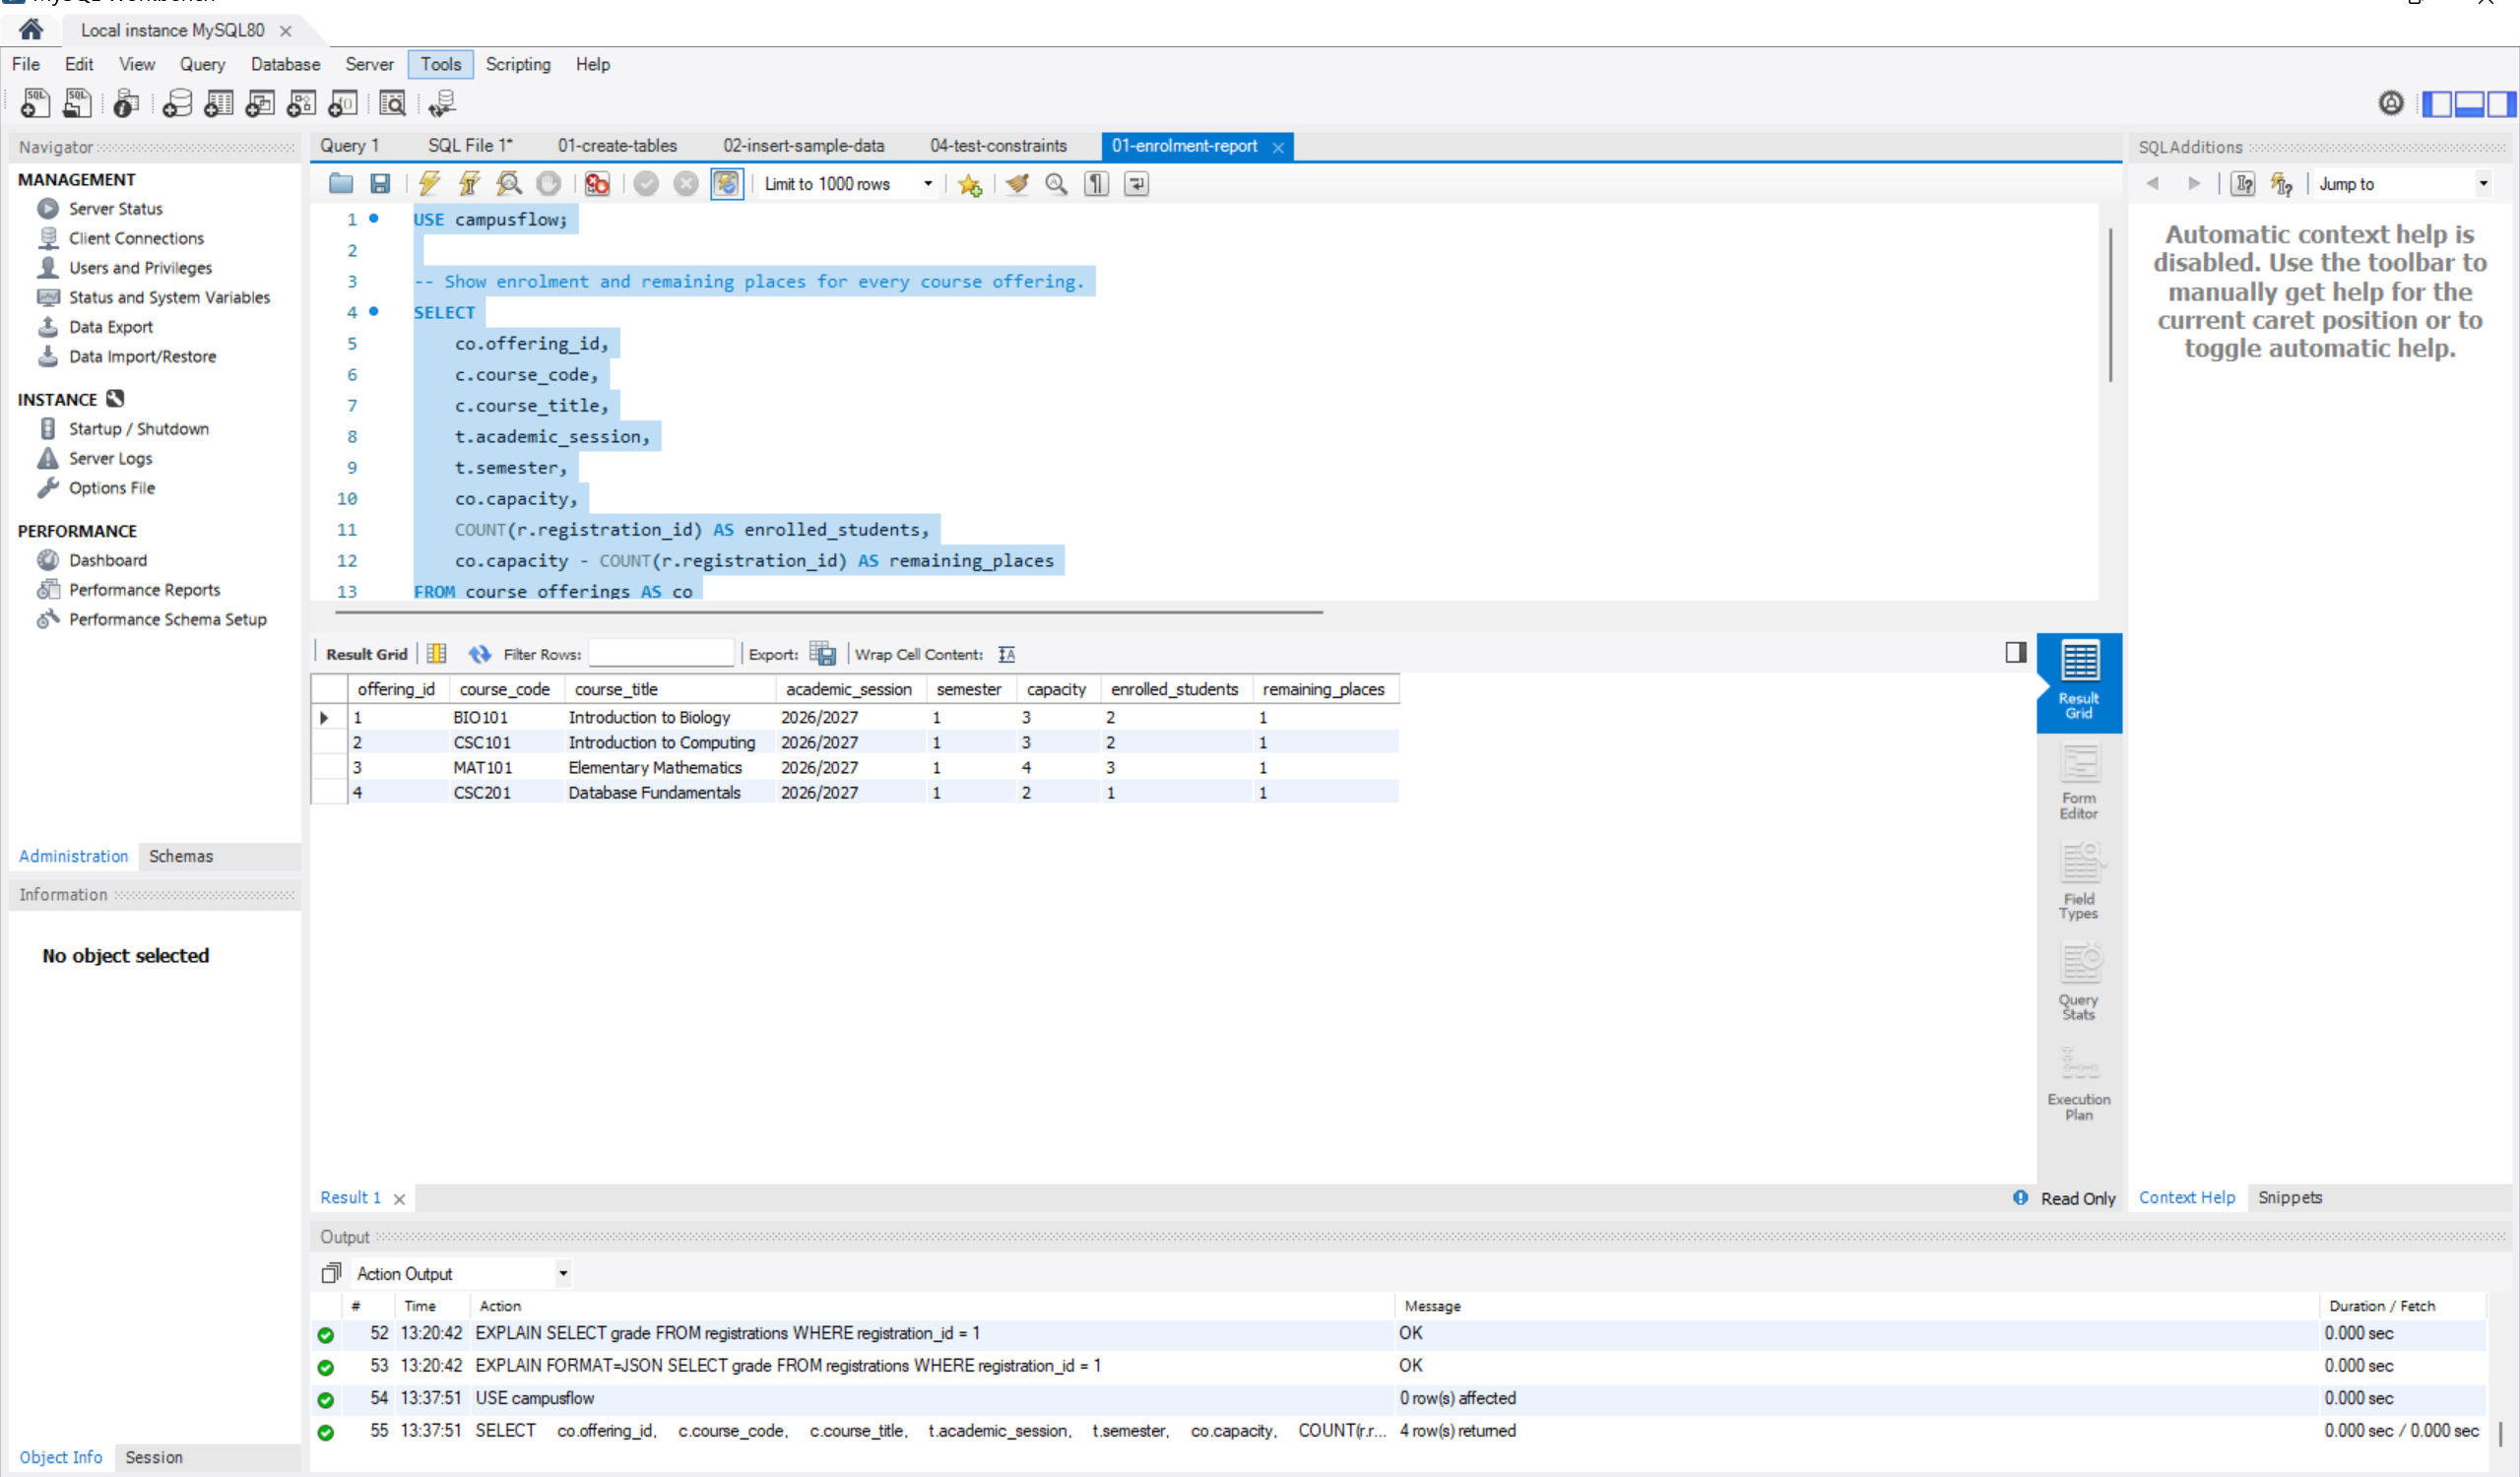 MySQL Workbench
Local instance MySQL80
File Edit View Query Database Server Tools Scripting Help
Navigator
MANAGEMENT
Server Status
Client Connections
Users and Privileges
Status and System Variables
Data Export
Data Import/Restore
INSTANCE
Startup / Shutdown
Server Logs
Options File
PERFORMANCE
Dashboard
Performance Reports
Performance Schema Setup
Administration Schemas
Information
No object selected
Object Info Session
Query 1 SQL File 1* 01-create-tables 02-insert-sample-data 04-test-constraints 01-enrolment-report
Limit to 1000 rows
1 USE campusflow;
2
3 -- Show enrolment and remaining places for every course offering.
4 SELECT
5 co.offering_id,
6 c.course_code,
7 c.course_title,
8 t.academic_session,
9 t.semester,
10 co.capacity,
11 COUNT(r.registration_id) AS enrolled_students,
12 co.capacity - COUNT(r.registration_id) AS remaining_places
13 FROM course_offerings AS co
Result Grid Filter Rows: Export: Wrap Cell Content:
offering_id course_code course_title academic_session semester capacity enrolled_students remaining_places
1 BIO101 Introduction to Biology 2026/2027 1 3 2 1
2 CSC101 Introduction to Computing 2026/2027 1 3 2 1
3 MAT101 Elementary Mathematics 2026/2027 1 4 3 1
4 CSC201 Database Fundamentals 2026/2027 1 2 1 1
Result
Grid
Form
Editor
Field
Types
Query
Stats
Execution
Plan
Result 1
Read Only
SQLAdditions
Jump to
Automatic context help is
disabled. Use the toolbar to
manually get help for the
current caret position or to
toggle automatic help.
Context Help Snippets
Output
Action Output
# Time Action Message Duration / Fetch
52 13:20:42 EXPLAIN SELECT grade FROM registrations WHERE registration_id = 1 OK 0.000 sec
53 13:20:42 EXPLAIN FORMAT=JSON SELECT grade FROM registrations WHERE registration_id = 1 OK 0.000 sec
54 13:37:51 USE campusflow 0 row(s) affected 0.000 sec
55 13:37:51 SELECT co.offering_id, c.course_code, c.course_title, t.academic_session, t.semester, co.capacity, COUNT(r.r... 4 row(s) returned 0.000 sec / 0.000 sec